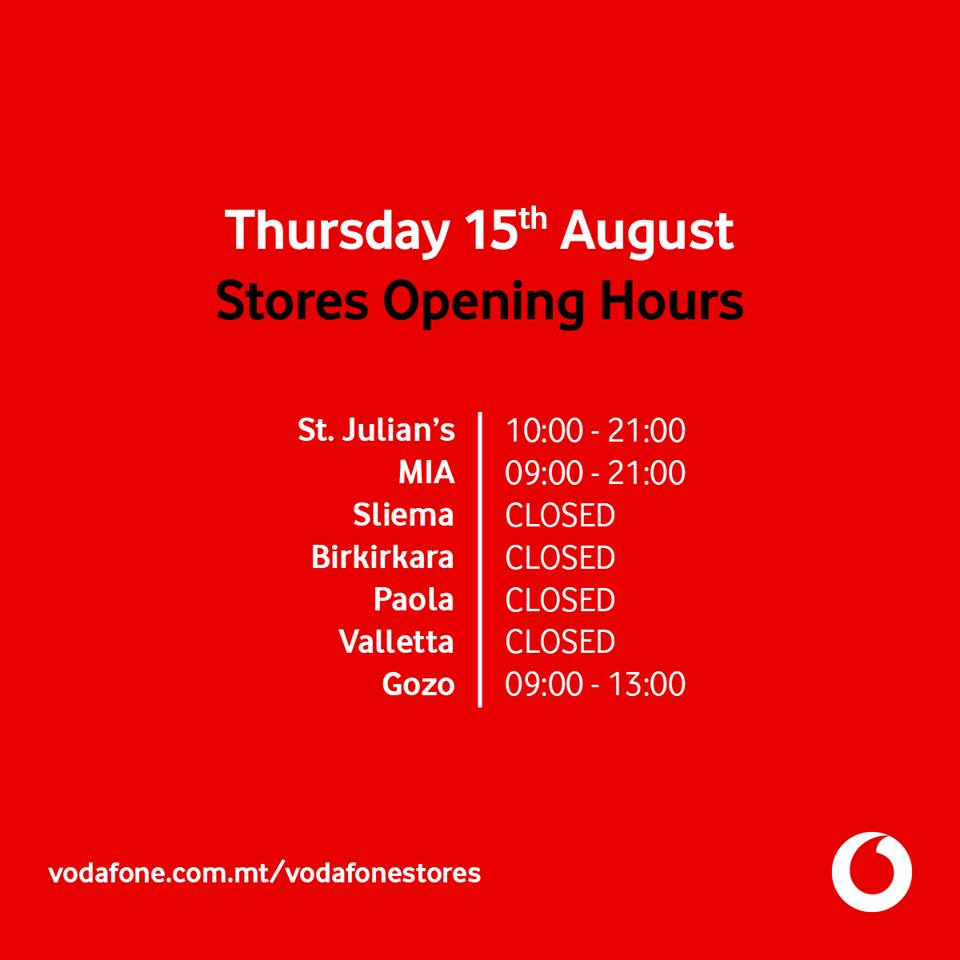 Thursday 15th August
Stores Opening Hours
St. Julian’s 10:00 - 21:00
MIA 09:00 - 21:00
Sliema CLOSED
Birkirkara CLOSED
Paola CLOSED
Valletta CLOSED
Gozo 09:00 - 13:00
vodafone.com.mt/vodafonestores